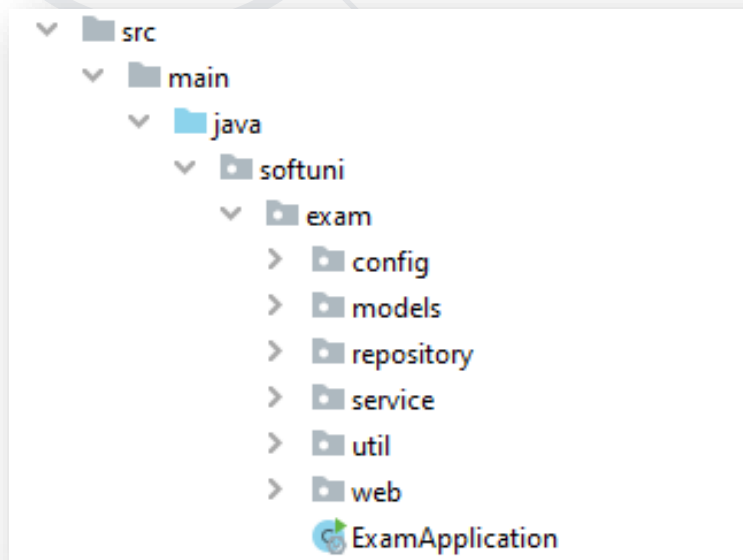 src
main
java
softuni
exam
config
models
repository
service
util
web
ExamApplication